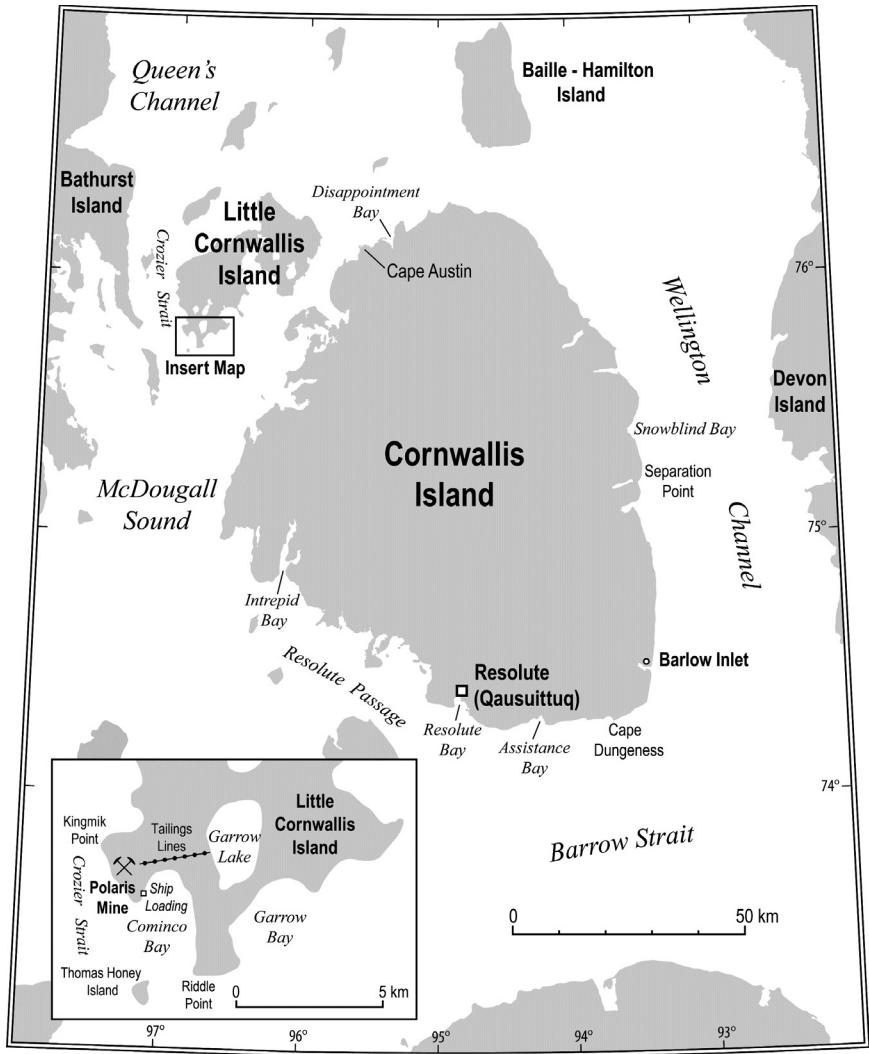 Queen's
Channel
Baille - Hamilton
Island
Bathurst
Island
Disappointment
Bay
Little
Cornwallis
Island
Crozier Strait
Cape Austin
76°
Wellington
Channel
Insert Map
Devon
Island
Snowblind Bay
Cornwallis
Island
Separation
Point
McDougall
Sound
75°
Intrepid
Bay
Resolute Passage
Barlow Inlet
Resolute
(Qausuittuq)
Resolute
Bay
Assistance
Bay
Cape
Dungeness
74°
Barrow Strait
0 50 km
Little
Cornwallis
Island
Kingmik
Point
Tailings
Lines
Garrow
Lake
Crozier Strait
Polaris
Mine
Ship
Loading
Cominco
Bay
Garrow
Bay
Thomas Honey
Island
Riddle
Point
0 5 km
97°
96°
95°
94°
93°